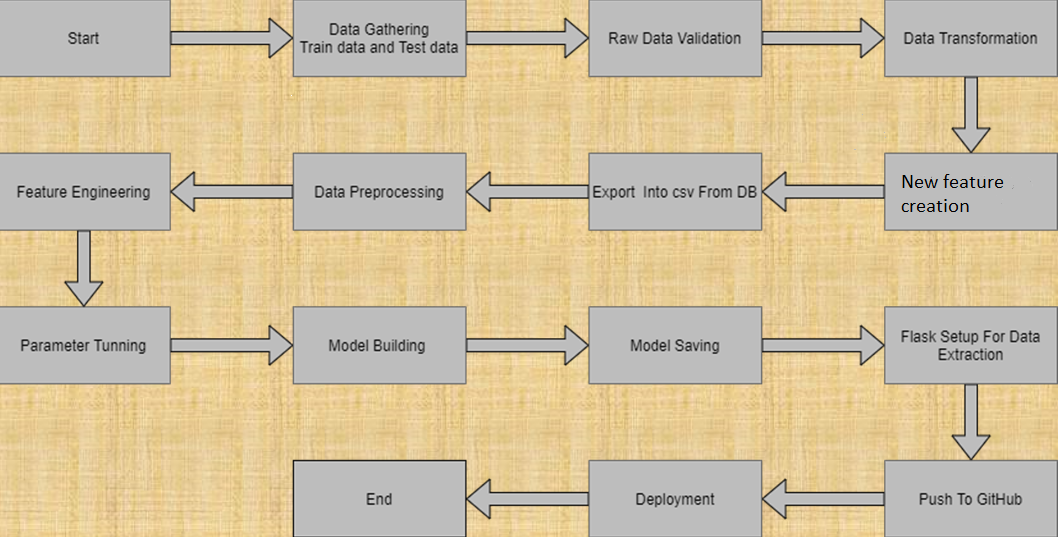 Start
Data Gathering
Train data and Test data
Raw Data Validation
Data Transformation
New feature
creation
Export  Into csv From DB
Data Preprocessing
Feature Engineering
Parameter Tunning
Model Building
Model Saving
Flask Setup For Data
Extraction
Push To GitHub
Deployment
End